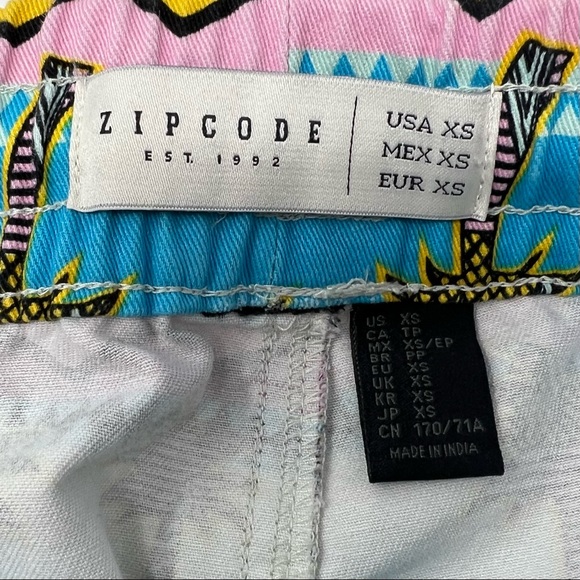 ZIPCODE
EST. 1992
USA XS
MEX XS
EUR XS
US XS
CA TP
MX XS/EP
BR PP
EU XS
UK XS
KR XS
JP XS
CN 170/71A
MADE IN INDIA